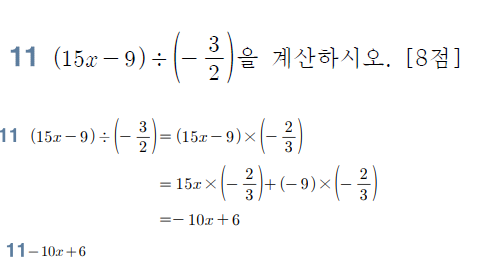 11 (15x－9)÷(－3/2)을 계산하시오. [8점]
11 (15x－9)÷(－3/2)=(15x－9)×(－2/3)
=15x×(－2/3)+(－9)×(－2/3)
=－10x+6
11－10x+6